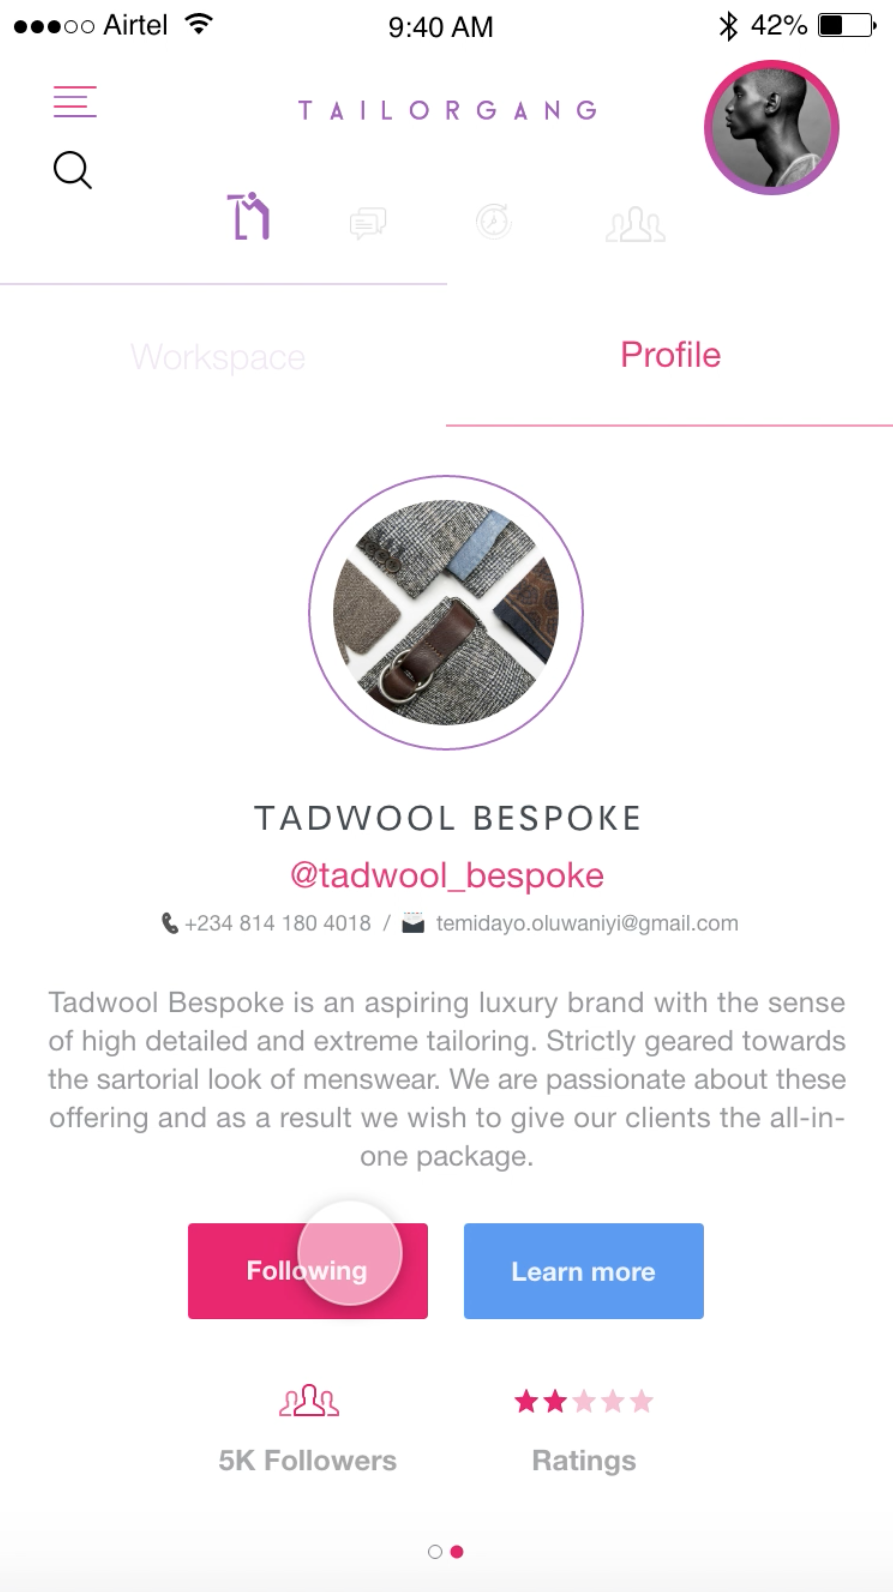 Airtel 9:40 AM 42%
TAILORGANG
Workspace
Profile
TADWOOL BESPOKE
@tadwool_bespoke
+234 814 180 4018 / temidayo.oluwaniyi@gmail.com
Tadwool Bespoke is an aspiring luxury brand with the sense
of high detailed and extreme tailoring. Strictly geared towards
the sartorial look of menswear. We are passionate about these
offering and as a result we wish to give our clients the all-in-
one package.
Following
Learn more
5K Followers
Ratings